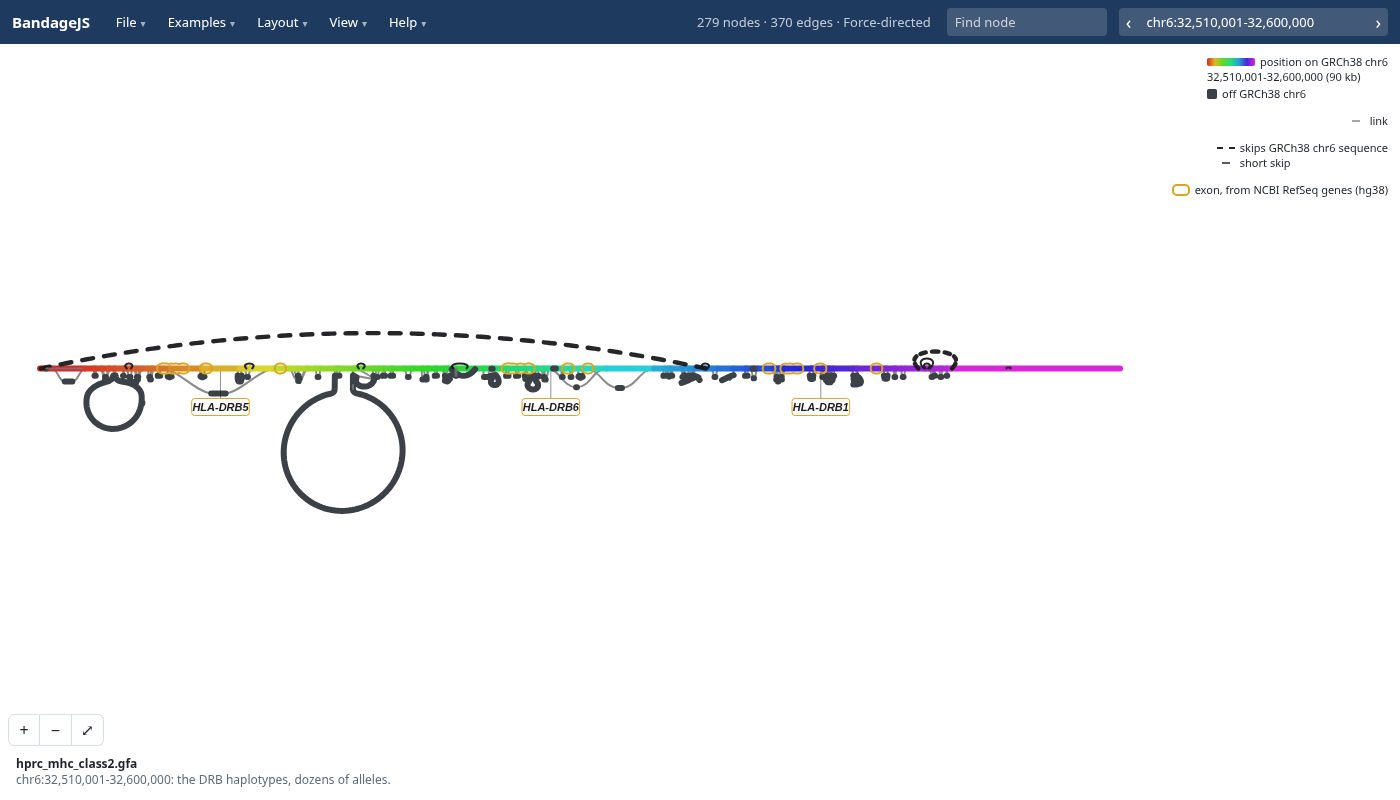 BandageJS File ▾ Examples ▾ Layout ▾ View ▾ Help ▾ 279 nodes · 370 edges · Force-directed Find node ‹ chr6:32,510,001-32,600,000 ›
position on GRCh38 chr6
32,510,001-32,600,000 (90 kb)
off GRCh38 chr6
link
skips GRCh38 chr6 sequence
short skip
exon, from NCBI RefSeq genes (hg38)
HLA-DRB5 HLA-DRB6 HLA-DRB1
+ − ⤢
hprc_mhc_class2.gfa
chr6:32,510,001-32,600,000: the DRB haplotypes, dozens of alleles.